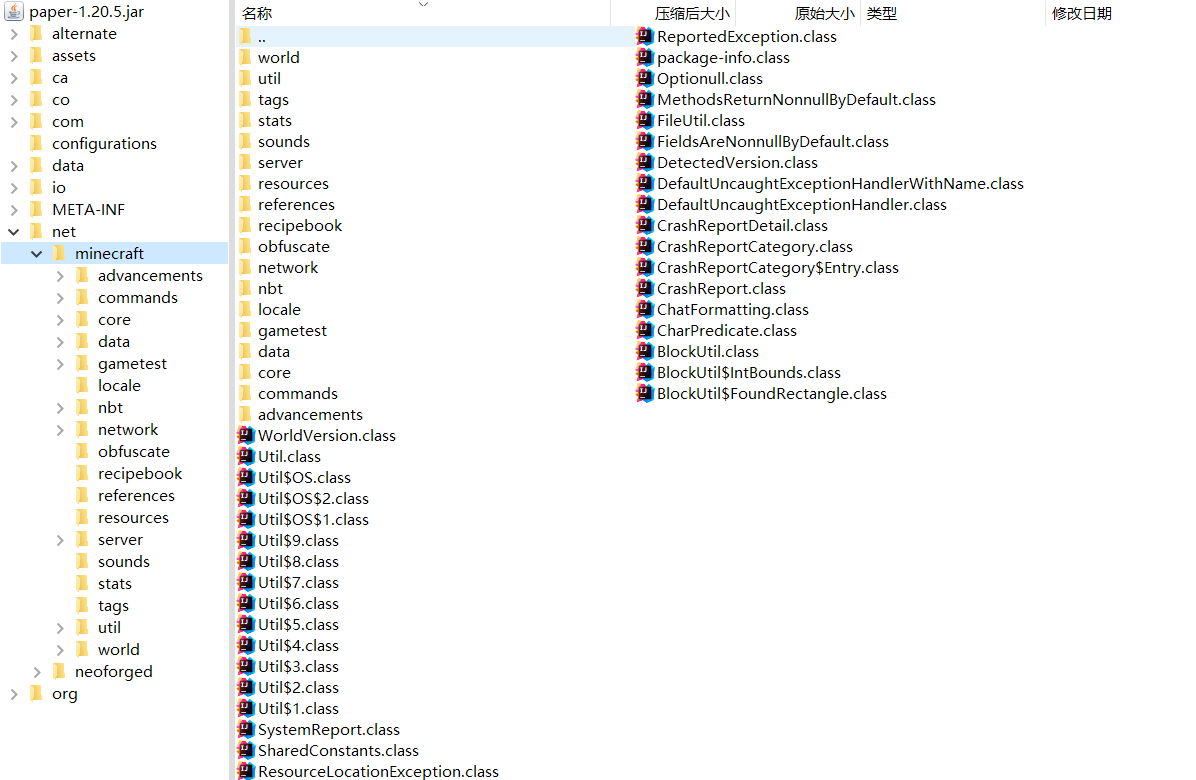 paper-1.20.5.jar
alternate
assets
ca
co
com
configurations
data
io
META-INF
net
minecraft
advancements
commands
core
data
gametest
locale
nbt
network
obfuscate
recipebook
references
resources
server
sounds
stats
tags
util
world
neoforged
org
名称 压缩后大小 原始大小 类型 修改日期
..
world
util
tags
stats
sounds
server
resources
references
recipebook
obfuscate
network
nbt
locale
gametest
data
core
commands
advancements
WorldVersion.class
Util.class
Util$OS.class
Util$OS$2.class
Util$OS$1.class
Util$9.class
Util$8.class
Util$7.class
Util$6.class
Util$5.class
Util$4.class
Util$3.class
Util$2.class
Util$1.class
SystemReport.class
SharedConstants.class
ResourceLocationException.class
ReportedException.class
package-info.class
Optionull.class
MethodsReturnNonnullByDefault.class
FileUtil.class
FieldsAreNonnullByDefault.class
DetectedVersion.class
DefaultUncaughtExceptionHandlerWithName.class
DefaultUncaughtExceptionHandler.class
CrashReportDetail.class
CrashReportCategory.class
CrashReportCategory$Entry.class
CrashReport.class
ChatFormatting.class
CharPredicate.class
BlockUtil.class
BlockUtil$IntBounds.class
BlockUtil$FoundRectangle.class